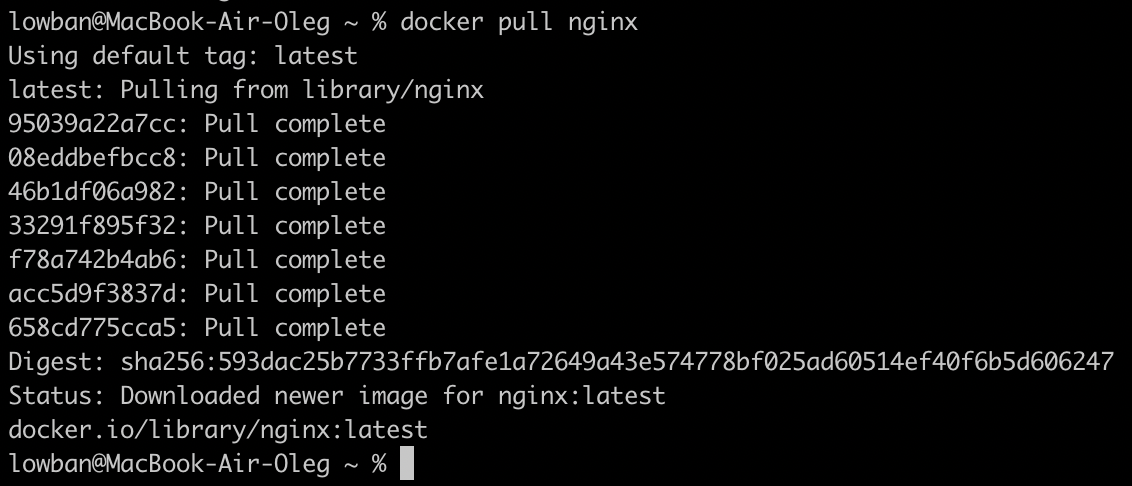 lowban@MacBook-Air-Oleg ~ % docker pull nginx
Using default tag: latest
latest: Pulling from library/nginx
95039a22a7cc: Pull complete
08eddbefbcc8: Pull complete
46b1df06a982: Pull complete
33291f895f32: Pull complete
f78a742b4ab6: Pull complete
acc5d9f3837d: Pull complete
658cd775cca5: Pull complete
Digest: sha256:593dac25b7733ffb7afe1a72649a43e574778bf025ad60514ef40f6b5d606247
Status: Downloaded newer image for nginx:latest
docker.io/library/nginx:latest
lowban@MacBook-Air-Oleg ~ %